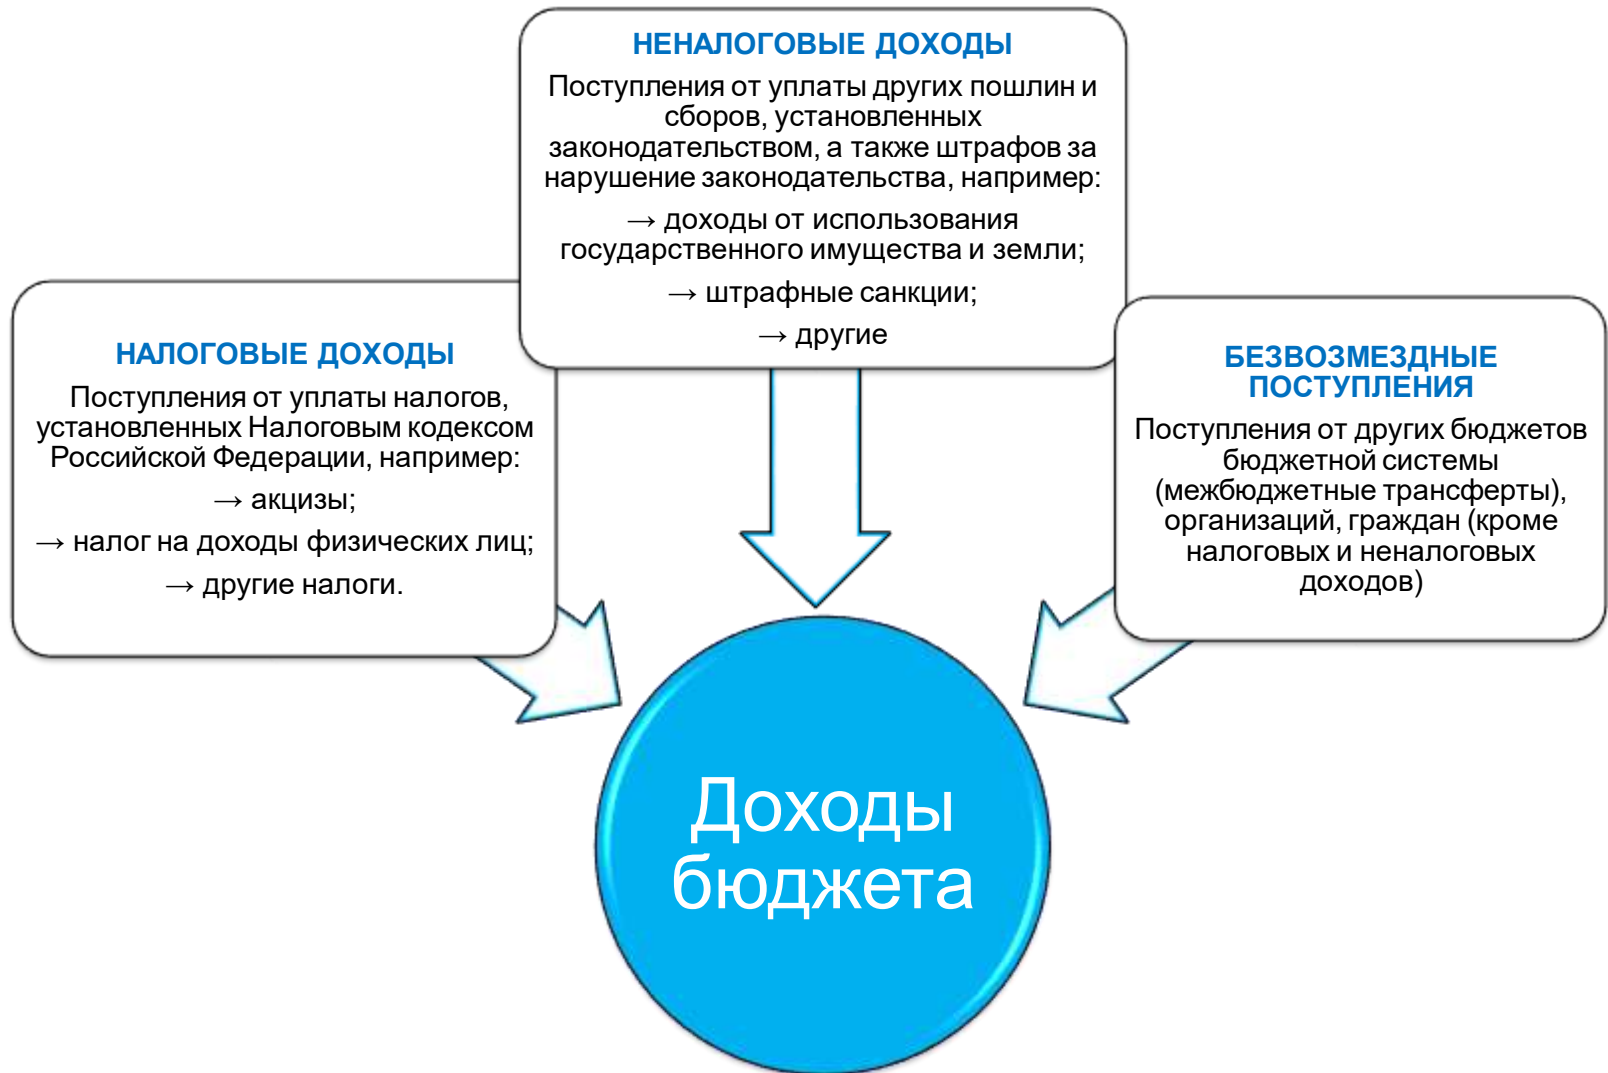 НЕНАЛОГОВЫЕ ДОХОДЫ
Поступления от уплаты других пошлин и
сборов, установленных
законодательством, а также штрафов за
нарушение законодательства, например:
→ доходы от использования
государственного имущества и земли;
→ штрафные санкции;
→ другие
НАЛОГОВЫЕ ДОХОДЫ
Поступления от уплаты налогов,
установленных Налоговым кодексом
Российской Федерации, например:
→ акцизы;
→ налог на доходы физических лиц;
→ другие налоги.
БЕЗВОЗМЕЗДНЫЕ
ПОСТУПЛЕНИЯ
Поступления от других бюджетов
бюджетной системы
(межбюджетные трансферты),
организаций, граждан (кроме
налоговых и неналоговых
доходов)
Доходы
бюджета